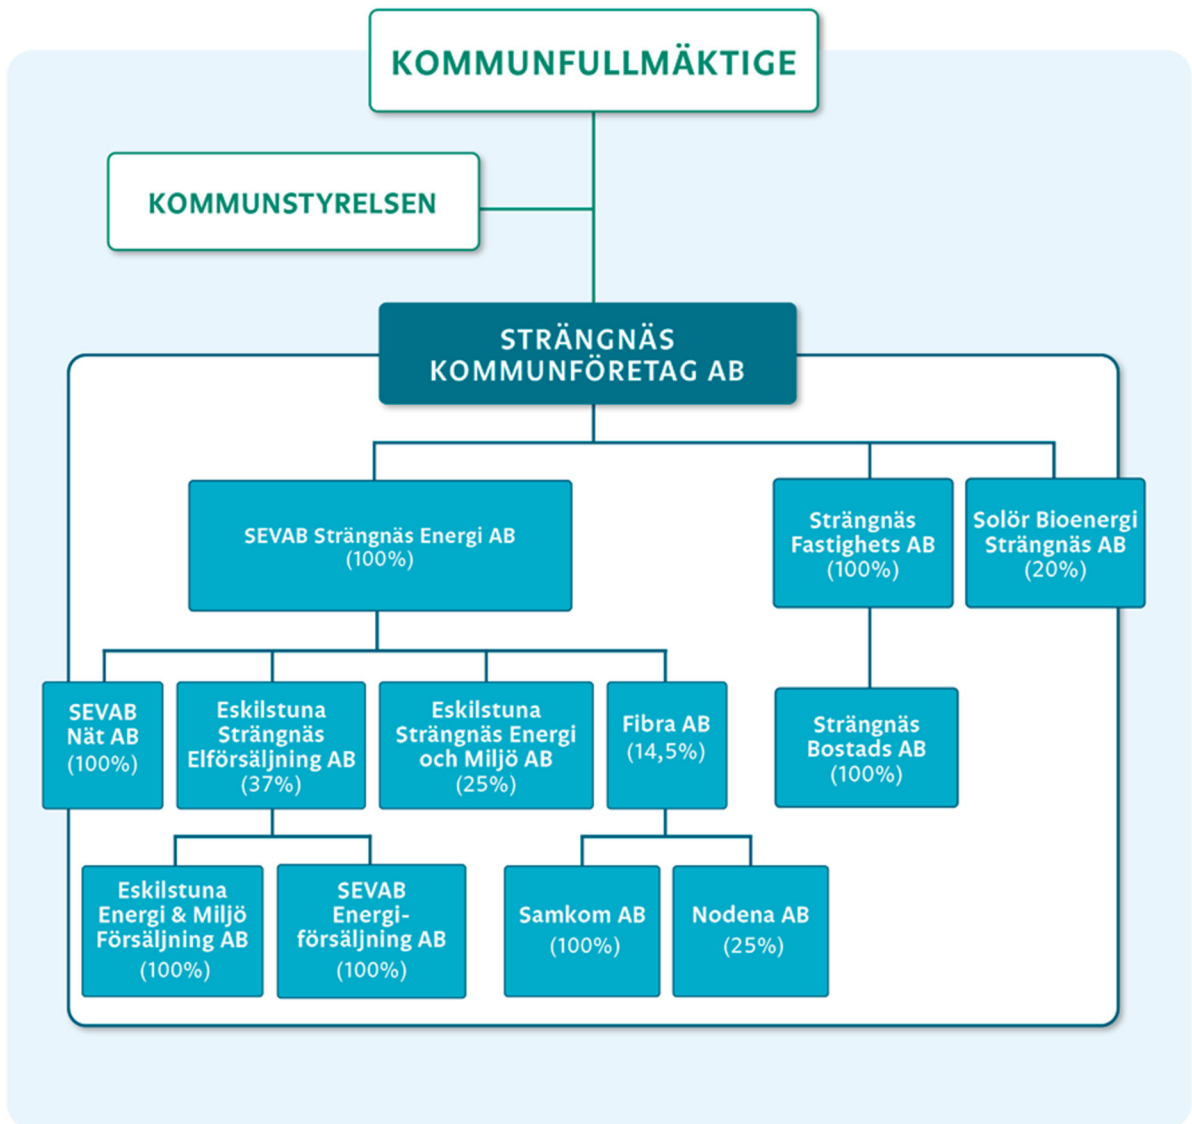 KOMMUNFULLMÄKTIGE
KOMMUNSTYRELSEN
STRÄNGNÄS
KOMMUNFÖRETAG AB
SEVAB Strängnäs Energi AB
(100%)
Strängnäs
Fastighets AB
(100%)
Solör Bioenergi
Strängnäs AB
(20%)
SEVAB
Nät AB
(100%)
Eskilstuna
Strängnäs
Elförsäljning AB
(37%)
Eskilstuna
Strängnäs Energi
och Miljö AB
(25%)
Fibra AB
(14,5%)
Strängnäs
Bostads AB
(100%)
Eskilstuna
Energi & Miljö
Försäljning AB
(100%)
SEVAB
Energi-
försäljning AB
(100%)
Samkom AB
(100%)
Nodena AB
(25%)